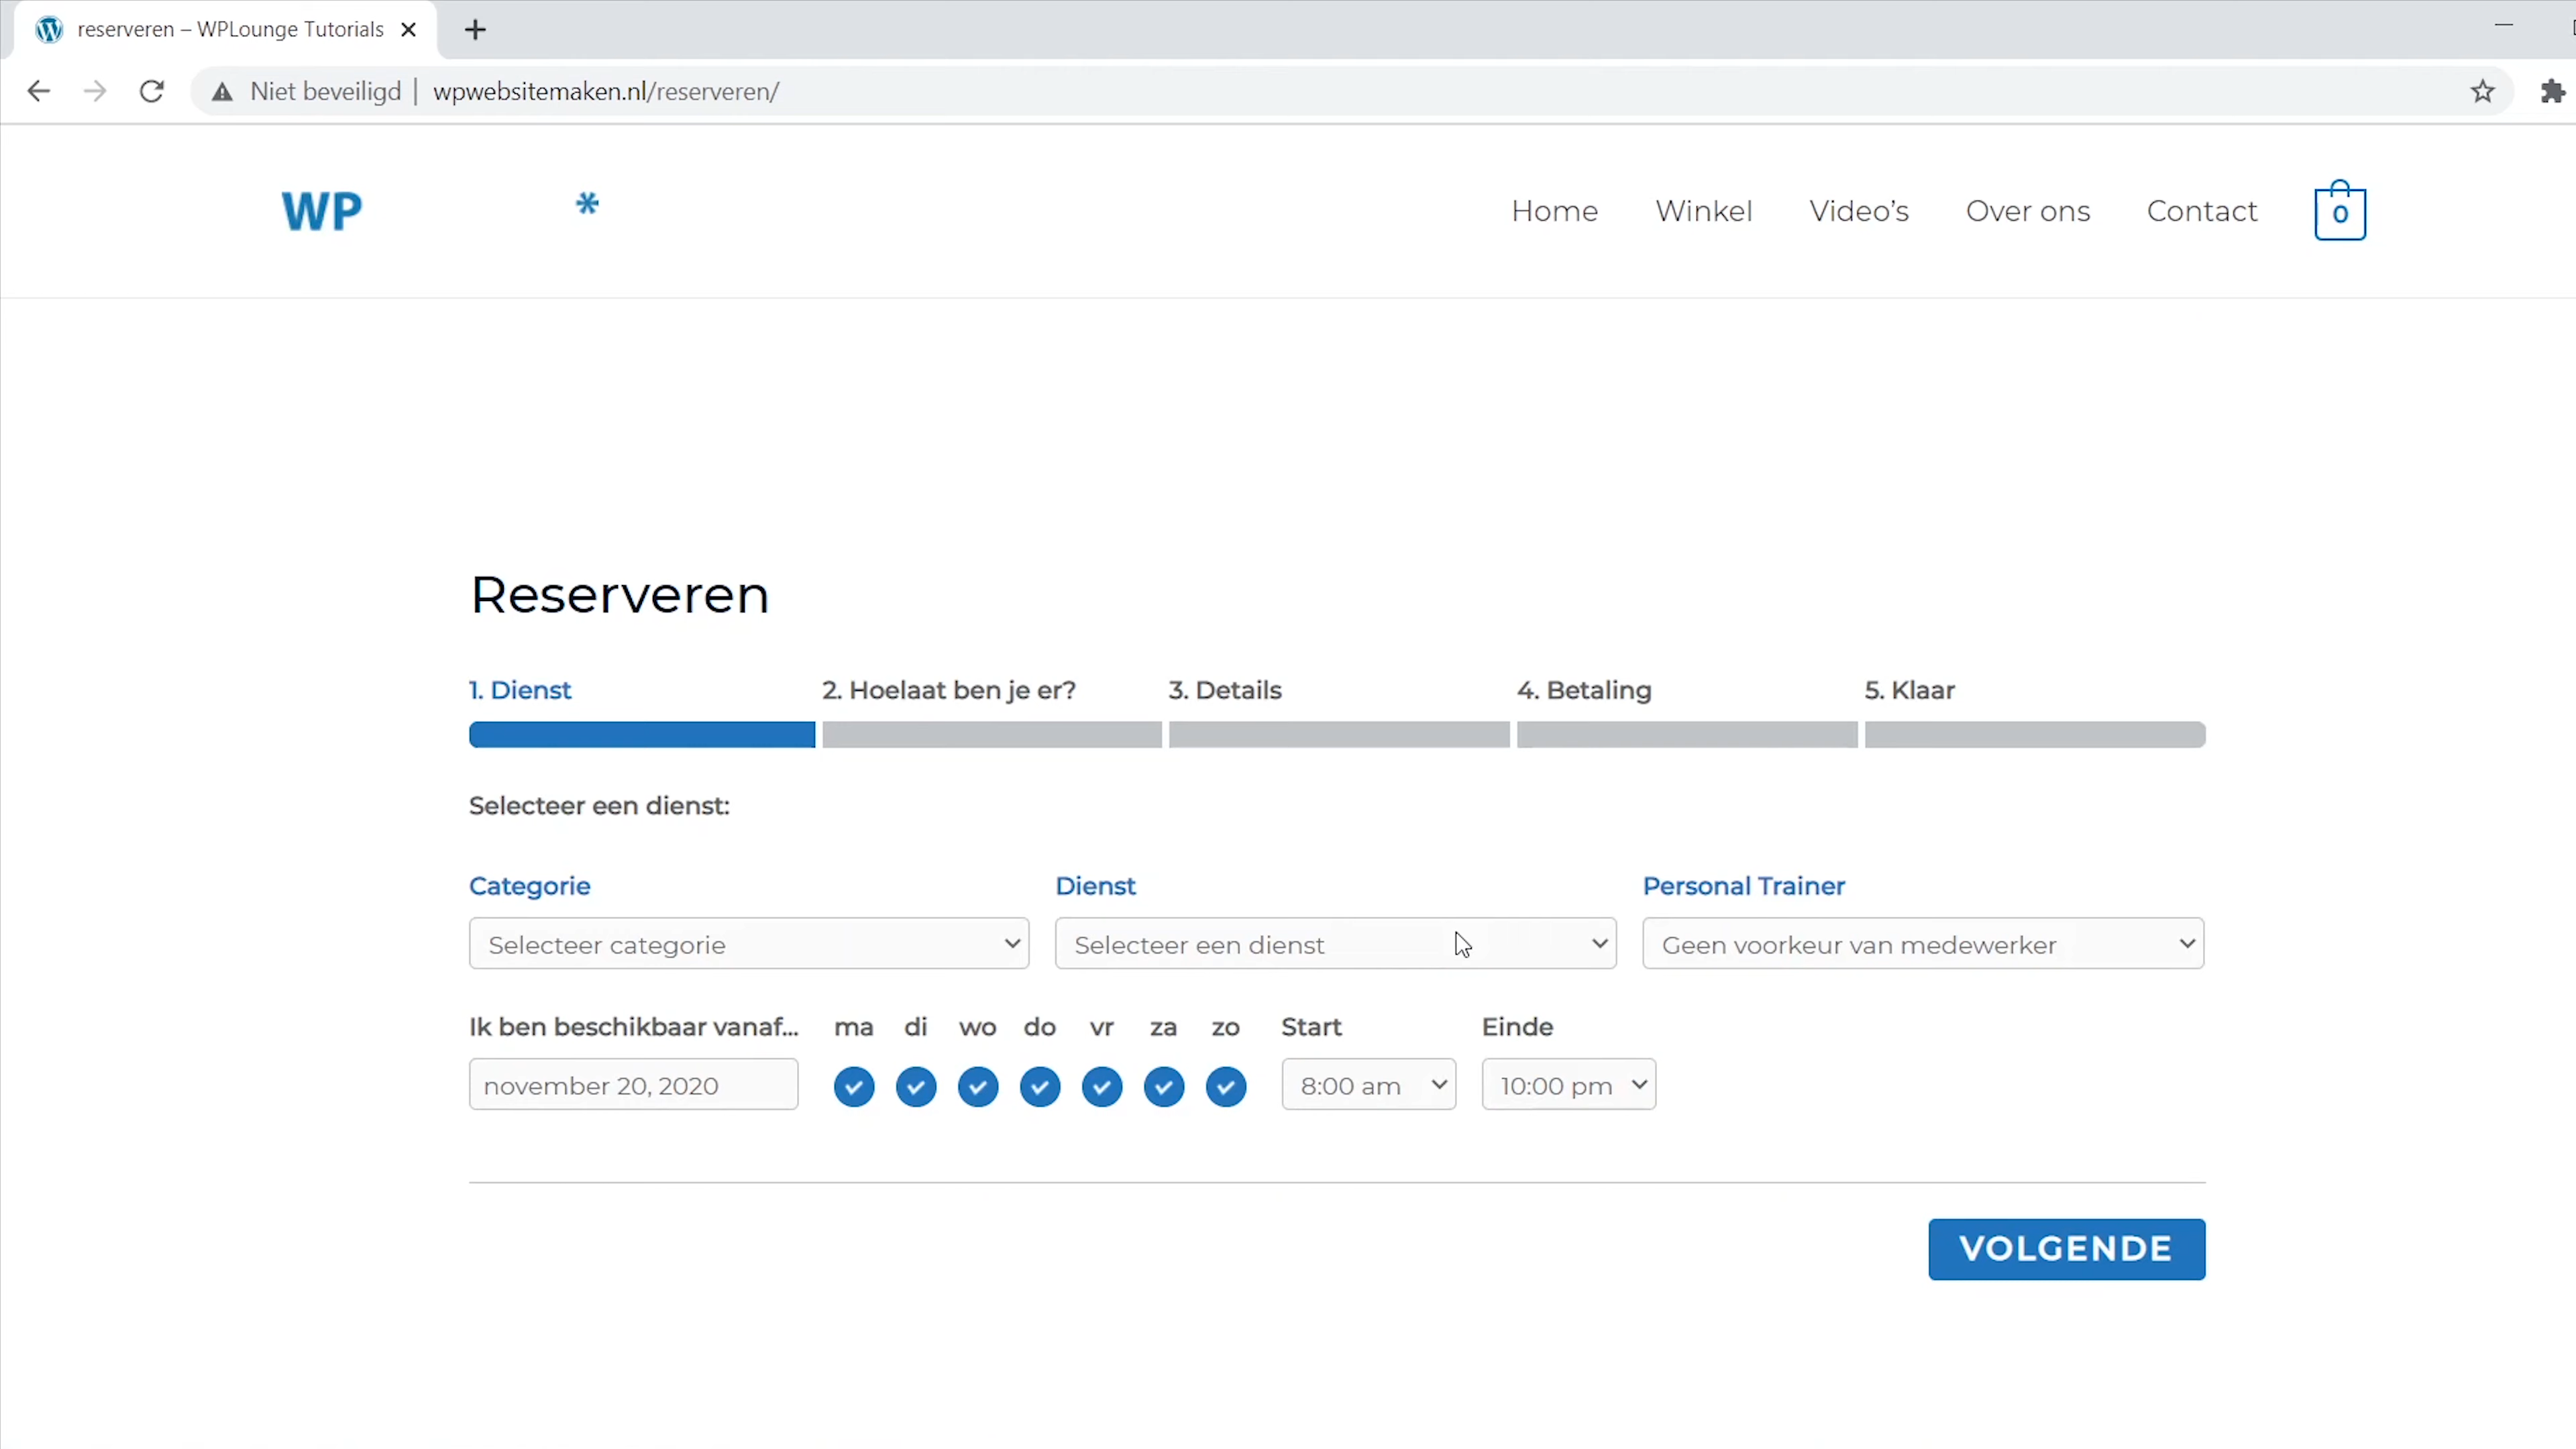 reserveren – WPLounge Tutorials
Niet beveiligd | wpwebsitemaken.nl/reserveren/
WP *
Home Winkel Video's Over ons Contact 0
Reserveren
1. Dienst 2. Hoelaat ben je er? 3. Details 4. Betaling 5. Klaar
Selecteer een dienst:
Categorie Dienst Personal Trainer
Selecteer categorie Selecteer een dienst Geen voorkeur van medewerker
Ik ben beschikbaar vanaf... ma di wo do vr za zo Start Einde
november 20, 2020 8:00 am 10:00 pm
VOLGENDE